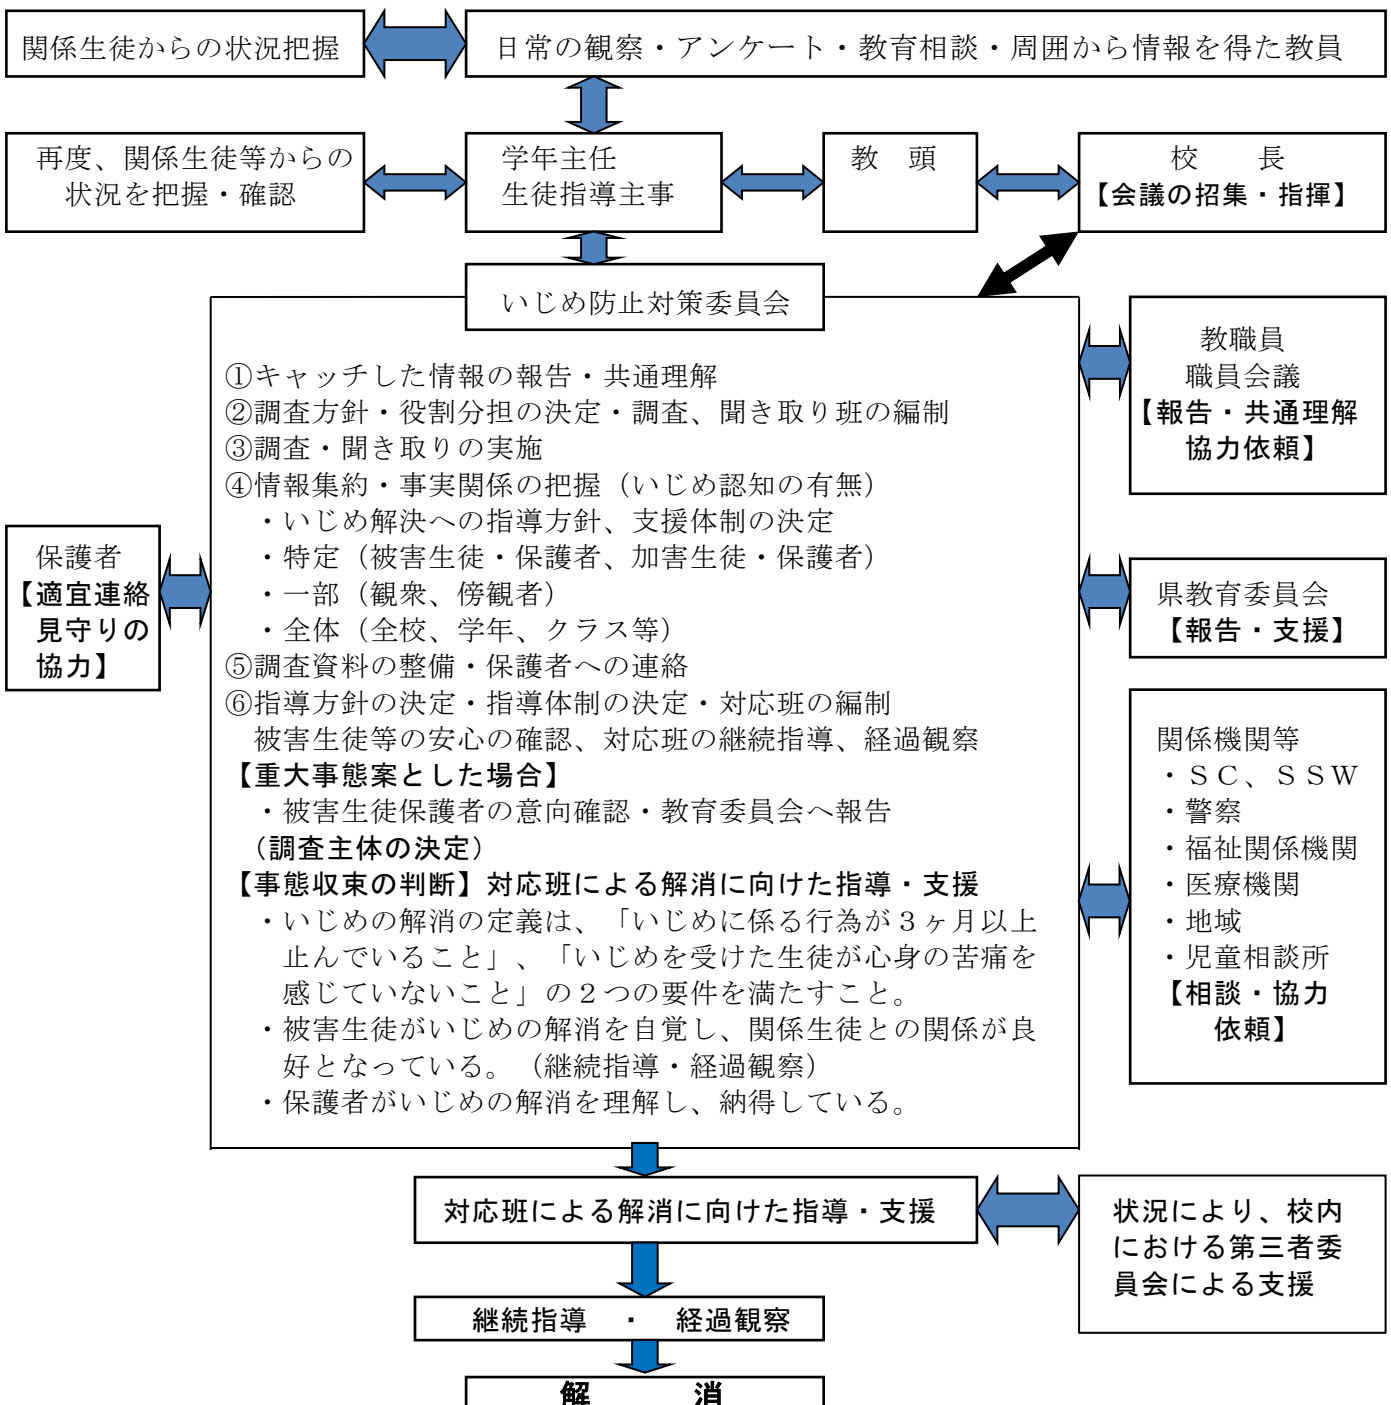 関係生徒からの状況把握
日常の観察・アンケート・教育相談・周囲から情報を得た教員
再度、関係生徒等からの
状況を把握・確認
学年主任
生徒指導主事
教　頭
校　　長
【会議の招集・指揮】
いじめ防止対策委員会
①キャッチした情報の報告・共通理解
②調査方針・役割分担の決定・調査、聞き取り班の編制
③調査・聞き取りの実施
④情報集約・事実関係の把握（いじめ認知の有無）
・いじめ解決への指導方針、支援体制の決定
・特定（被害生徒・保護者、加害生徒・保護者）
・一部（観衆、傍観者）
・全体（全校、学年、クラス等）
⑤調査資料の整備・保護者への連絡
⑥指導方針の決定・指導体制の決定・対応班の編制
被害生徒等の安心の確認、対応班の継続指導、経過観察
【重大事態案とした場合】
・被害生徒保護者の意向確認・教育委員会へ報告
（調査主体の決定）
【事態収束の判断】対応班による解消に向けた指導・支援
・いじめの解消の定義は、「いじめに係る行為が３ヶ月以上
止んでいること」、「いじめを受けた生徒が心身の苦痛を
感じていないこと」の２つの要件を満たすこと。
・被害生徒がいじめの解消を自覚し、関係生徒との関係が良
好となっている。（継続指導・経過観察）
・保護者がいじめの解消を理解し、納得している。
保護者
【適宜連絡
見守りの
協力】
教職員
職員会議
【報告・共通理解
協力依頼】
県教育委員会
【報告・支援】
関係機関等
・ＳＣ、ＳＳＷ
・警察
・福祉関係機関
・医療機関
・地域
・児童相談所
【相談・協力
依頼】
対応班による解消に向けた指導・支援
状況により、校内
における第三者委
員会による支援
継続指導　・　経過観察
解　　　消